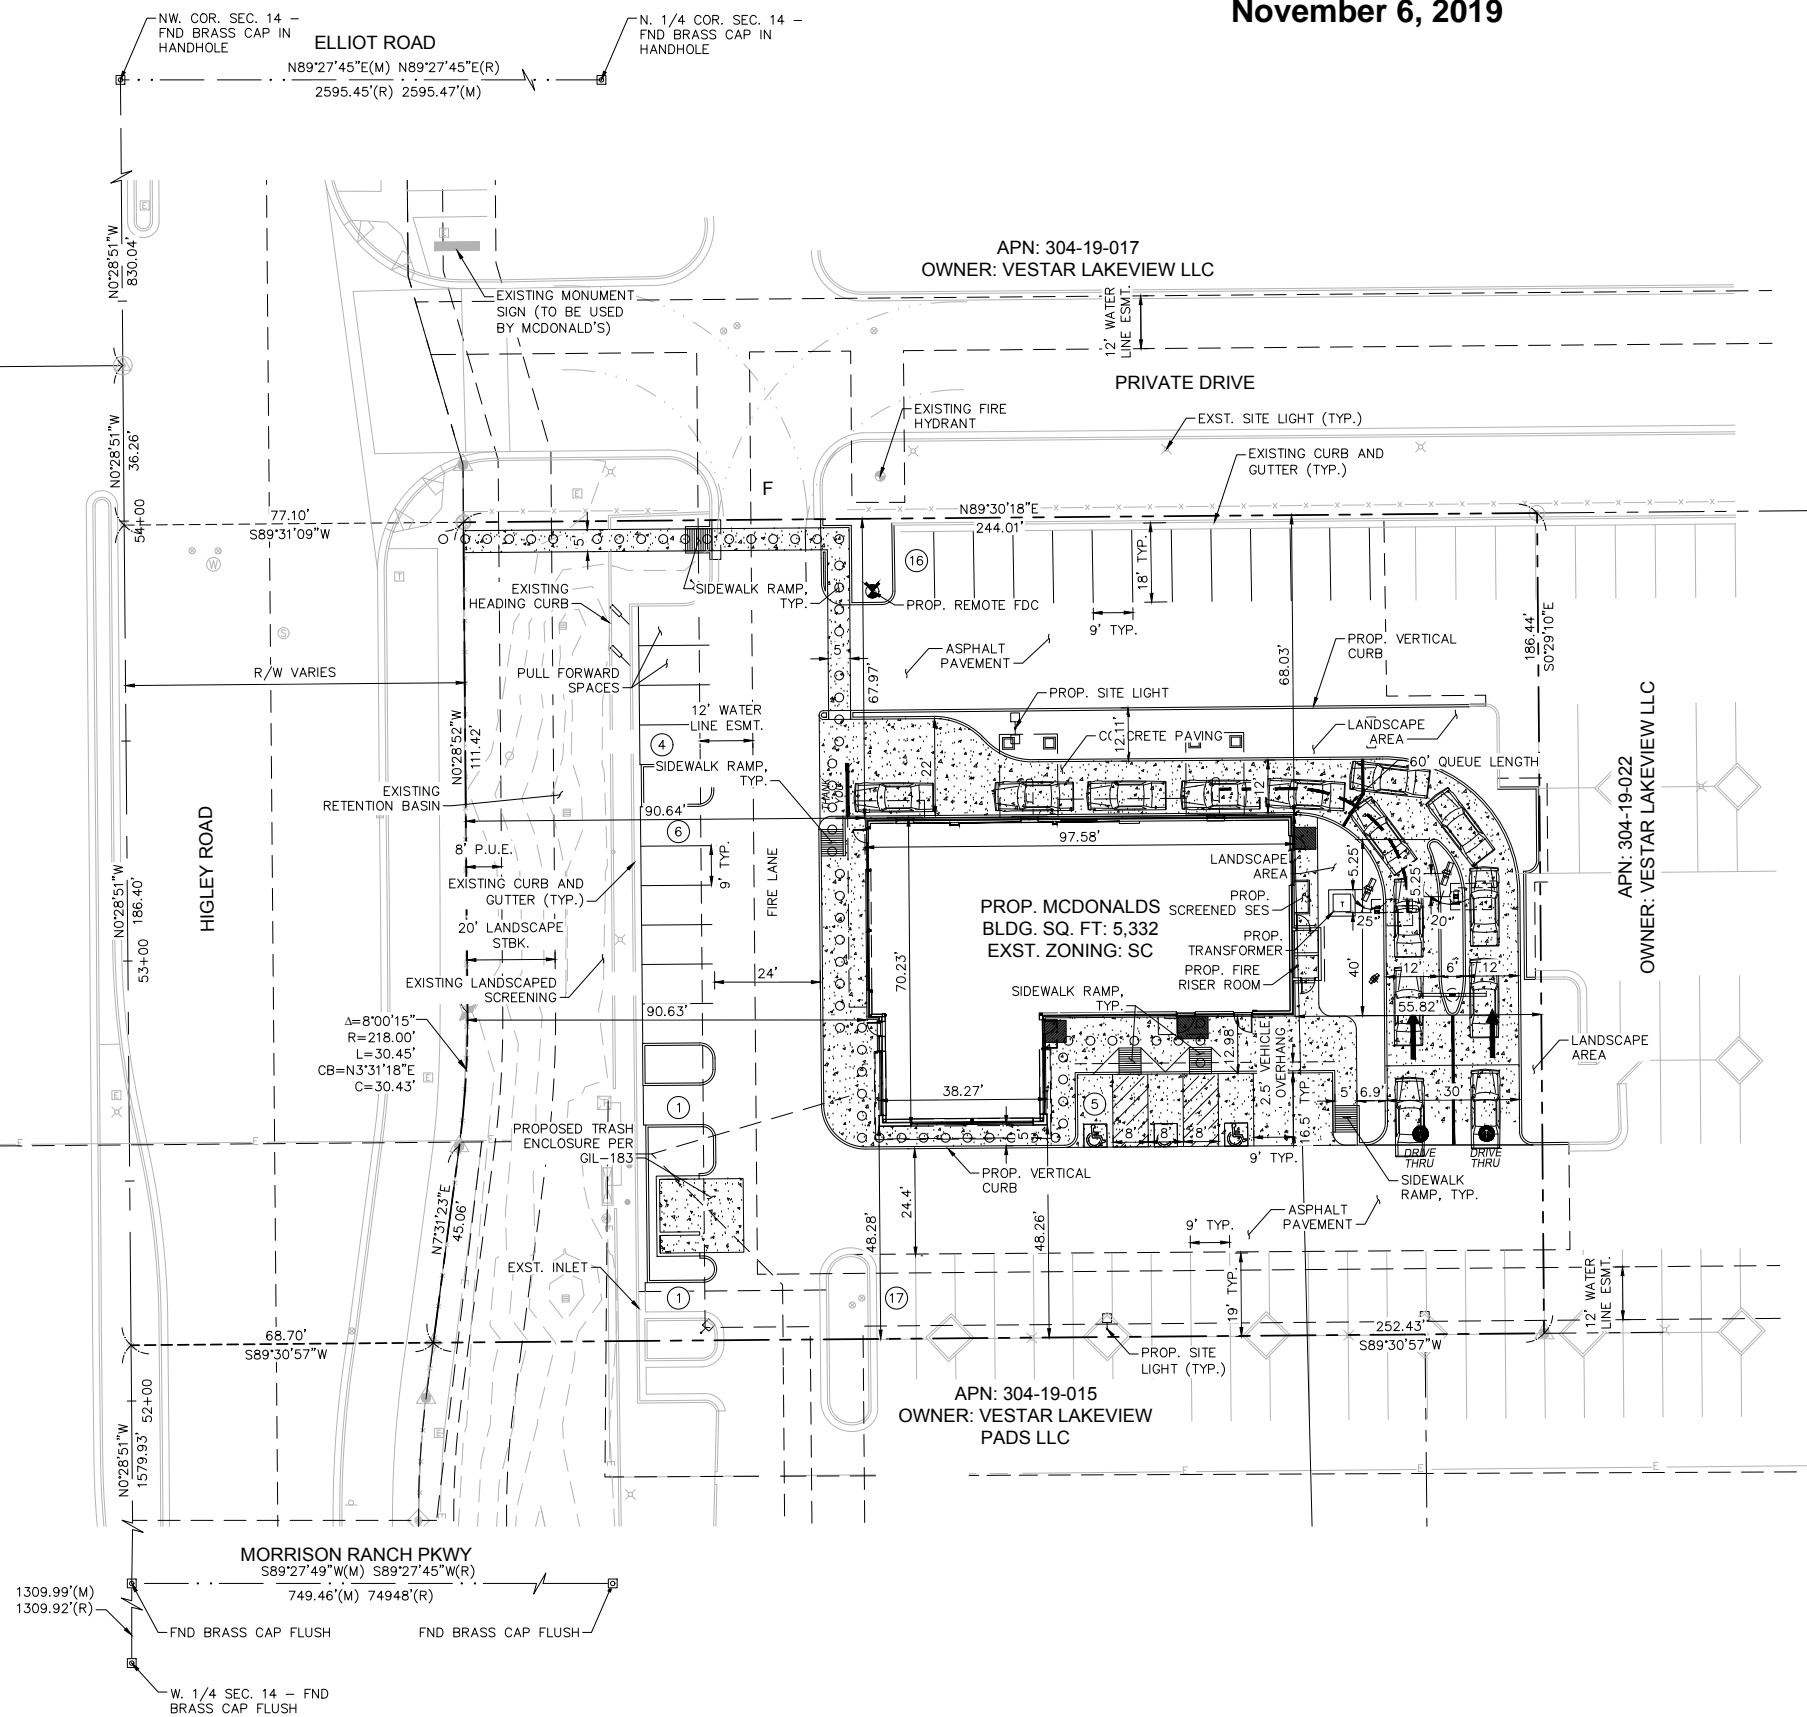 November 6, 2019
NW. COR. SEC. 14 –
FND BRASS CAP IN
HANDHOLE
ELLIOT ROAD
N. 1/4 COR. SEC. 14 –
FND BRASS CAP IN
HANDHOLE
N89°27'45"E(M) N89°27'45"E(R)
2595.45'(R) 2595.47'(M)
N0°28'51"W
830.04'
EXISTING MONUMENT
SIGN (TO BE USED
BY MCDONALD'S)
APN: 304-19-017
OWNER: VESTAR LAKEVIEW LLC
12' WATER
LINE ESMT.
PRIVATE DRIVE
EXISTING FIRE
HYDRANT
EXST. SITE LIGHT (TYP.)
EXISTING CURB AND
GUTTER (TYP.)
N0°28'51"W
36.26'
54+00
F
77.10'
S89°31'09"W
N89°30'18"E
244.01'
5'
16
18' TYP.
EXISTING
HEADING CURB
SIDEWALK RAMP,
TYP.
PROP. REMOTE FDC
9' TYP.
186.44'
S0°29'10"E
ASPHALT
PAVEMENT
PROP. VERTICAL
CURB
R/W VARIES
PULL FORWARD
SPACES
5'
67.97'
68.03'
12' WATER
LINE ESMT.
PROP. SITE LIGHT
N0°28'52"W
111.42'
4
12.11'
CONCRETE PAVING
LANDSCAPE
AREA
SIDEWALK RAMP,
TYP.
22'
60' QUEUE LENGTH
EXISTING
RETENTION BASIN
THANK
YOU
12'
90.64'
6
97.58'
HIGLEY ROAD
8' P.U.E.
9' TYP.
FIRE LANE
LANDSCAPE
AREA
5.25'
5.25'
EXISTING CURB AND
GUTTER (TYP.)
PROP.
SCREENED SES
APN: 304-19-022
OWNER: VESTAR LAKEVIEW LLC
N0°28'51"W
186.40'
PROP. MCDONALDS
BLDG. SQ. FT: 5,332
EXST. ZONING: SC
T
25'
20'
20' LANDSCAPE
STBK.
PROP.
TRANSFORMER
53+00
70.23'
PROP. FIRE
RISER ROOM
40'
12'
6'
12'
EXISTING LANDSCAPED
SCREENING
24'
SIDEWALK RAMP,
TYP.
90.63'
55.82'
Δ=8°00'15"
R=218.00'
L=30.45'
CB=N3°31'18"E
C=30.43'
12.98'
2.5' VEHICLE
OVERHANG
LANDSCAPE
AREA
38.27'
1
5
5'
6.9'
30'
PROPOSED TRASH
ENCLOSURE PER
GIL–183
5'
8'
8'
8'
16.5'
TYP.
9' TYP.
DRIVE
THRU
DRIVE
THRU
PROP. VERTICAL
CURB
SIDEWALK
RAMP, TYP.
N7°31'23"E
45.06'
24.4'
48.28'
48.26'
9' TYP.
ASPHALT
PAVEMENT
EXST. INLET
1
17
19' TYP.
12' WATER
LINE ESMT.
68.70'
S89°30'57"W
252.43'
S89°30'57"W
PROP. SITE
LIGHT (TYP.)
52+00
APN: 304-19-015
OWNER: VESTAR LAKEVIEW
PADS LLC
N0°28'51"W
1579.93'
MORRISON RANCH PKWY
S89°27'49"W(M) S89°27'45"W(R)
749.46'(M) 74948'(R)
1309.99'(M)
1309.92'(R)
FND BRASS CAP FLUSH
FND BRASS CAP FLUSH
W. 1/4 SEC. 14 – FND
BRASS CAP FLUSH